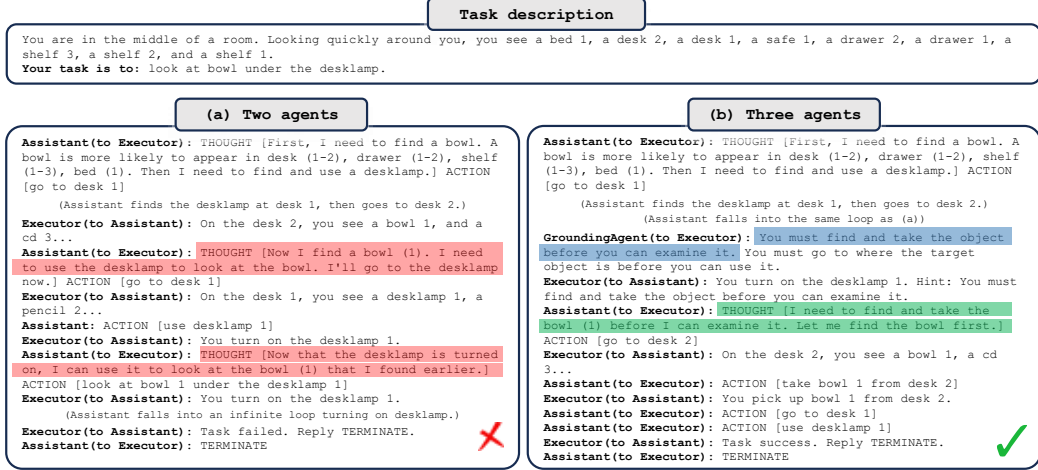 Task description
You are in the middle of a room. Looking quickly around you, you see a bed 1, a desk 2, a desk 1, a safe 1, a drawer 2, a drawer 1, a
shelf 3, a shelf 2, and a shelf 1.
Your task is to: look at bowl under the desklamp.
(a) Two agents
Assistant(to Executor): THOUGHT [First, I need to find a bowl. A
bowl is more likely to appear in desk (1-2), drawer (1-2), shelf
(1-3), bed (1). Then I need to find and use a desklamp.] ACTION
[go to desk 1]
(Assistant finds the desklamp at desk 1, then goes to desk 2.)
Executor(to Assistant): On the desk 2, you see a bowl 1, and a
cd 3...
Assistant(to Executor): THOUGHT [Now I find a bowl (1). I need
to use the desklamp to look at the bowl. I'll go to the desklamp
now.] ACTION [go to desk 1]
Executor(to Assistant): On the desk 1, you see a desklamp 1, a
pencil 2...
Assistant: ACTION [use desklamp 1]
Executor(to Assistant): You turn on the desklamp 1.
Assistant(to Executor): THOUGHT [Now that the desklamp is turned
on, I can use it to look at the bowl (1) that I found earlier.]
ACTION [look at bowl 1 under the desklamp 1]
Executor(to Assistant): You turn on the desklamp 1.
(Assistant falls into an infinite loop turning on desklamp.)
Executor(to Assistant): Task failed. Reply TERMINATE.
Assistant(to Executor): TERMINATE
(b) Three agents
Assistant(to Executor): THOUGHT [First, I need to find a bowl. A
bowl is more likely to appear in desk (1-2), drawer (1-2), shelf
(1-3), bed (1). Then I need to find and use a desklamp.] ACTION
[go to desk 1]
(Assistant finds the desklamp at desk 1, then goes to desk 2.)
(Assistant falls into the same loop as (a))
GroundingAgent(to Executor): You must find and take the object
before you can examine it. You must go to where the target
object is before you can use it.
Executor(to Assistant): You turn on the desklamp 1. Hint: You must
find and take the object before you can examine it.
Assistant(to Executor): THOUGHT [I need to find and take the
bowl (1) before I can examine it. Let me find the bowl first.]
ACTION [go to desk 2]
Executor(to Assistant): On the desk 2, you see a bowl 1, a cd
3...
Assistant(to Executor): ACTION [take bowl 1 from desk 2]
Executor(to Assistant): You pick up bowl 1 from desk 2.
Assistant(to Executor): ACTION [go to desk 1]
Assistant(to Executor): ACTION [use desklamp 1]
Executor(to Assistant): Task success. Reply TERMINATE.
Assistant(to Executor): TERMINATE